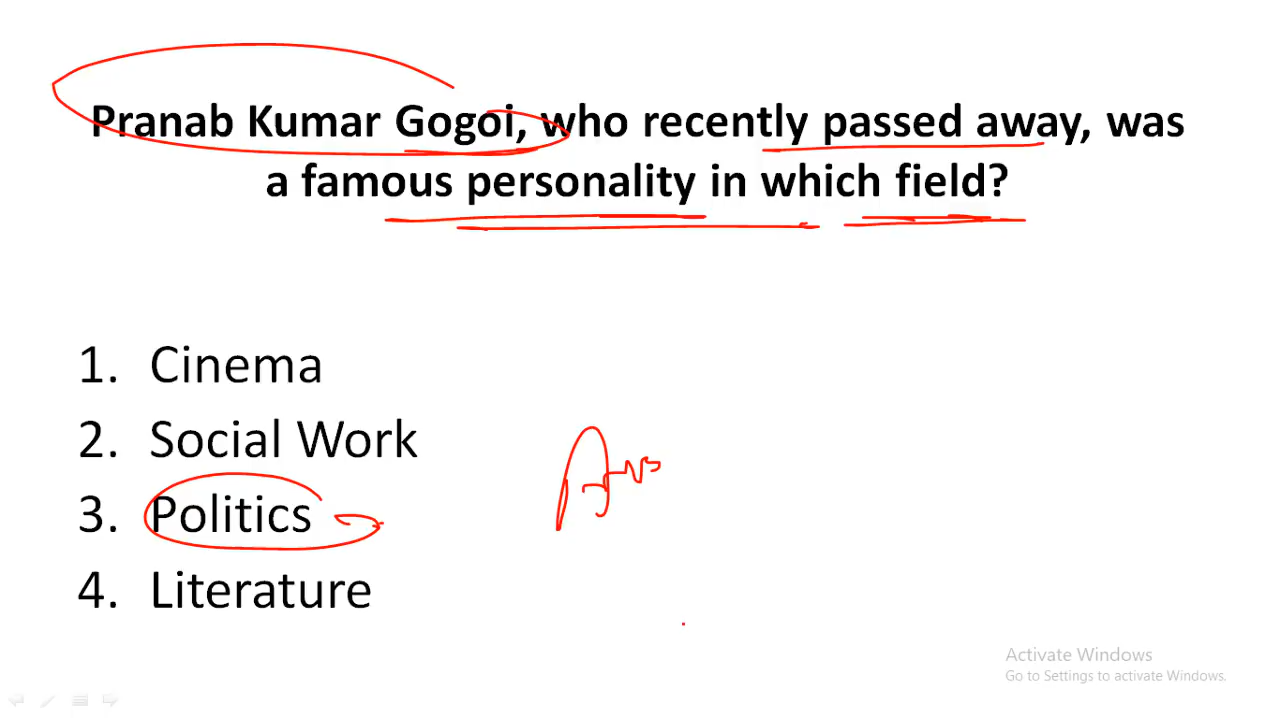 Pranab Kumar Gogoi, who recently passed away, was
a famous personality in which field?
1. Cinema
2. Social Work
3. Politics
4. Literature
Activate Windows
Go to Settings to activate Windows.